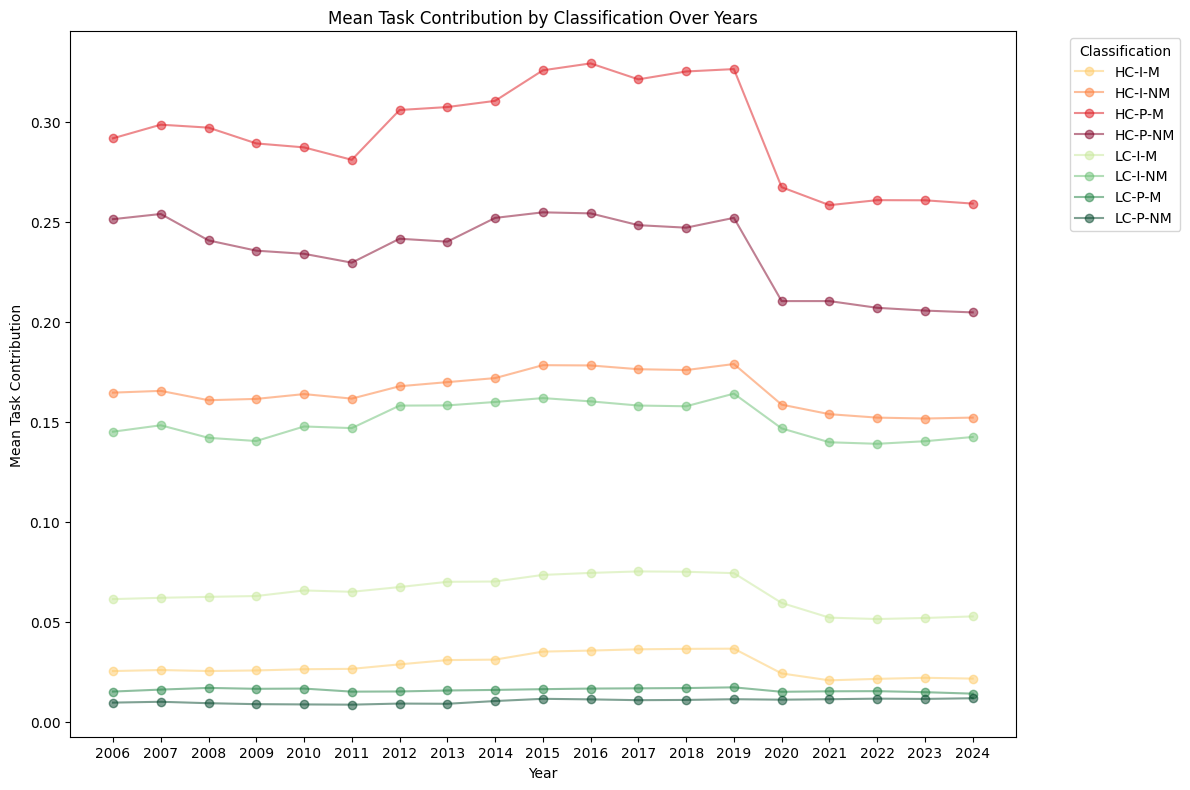 Mean Task Contribution by Classification Over Years
Mean Task Contribution
0.30
0.25
0.20
0.15
0.10
0.05
0.00
2006 2007 2008 2009 2010 2011 2012 2013 2014 2015 2016 2017 2018 2019 2020 2021 2022 2023 2024
Year
Classification
HC-I-M
HC-I-NM
HC-P-M
HC-P-NM
LC-I-M
LC-I-NM
LC-P-M
LC-P-NM